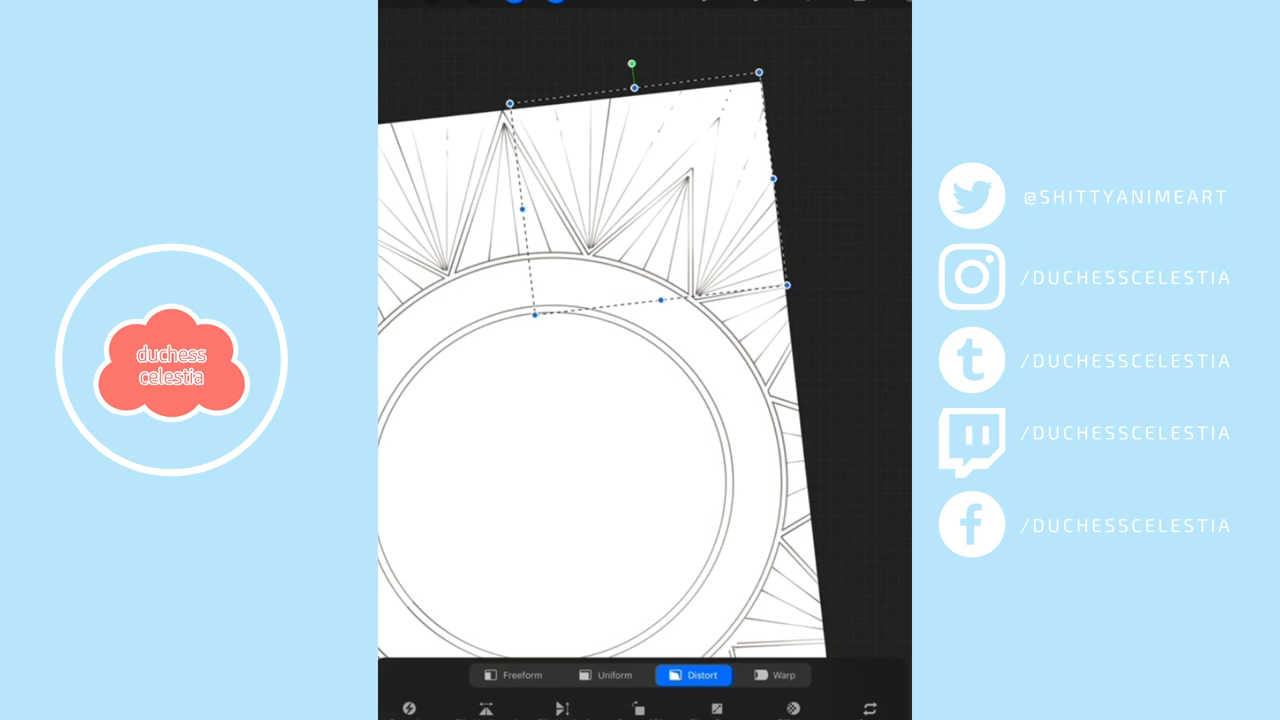 duchess
celestia
@SHITTYANIMEART
/DUCHESSCELESTIA
/DUCHESSCELESTIA
/DUCHESSCELESTIA
/DUCHESSCELESTIA
Freeform
Uniform
Distort
Warp